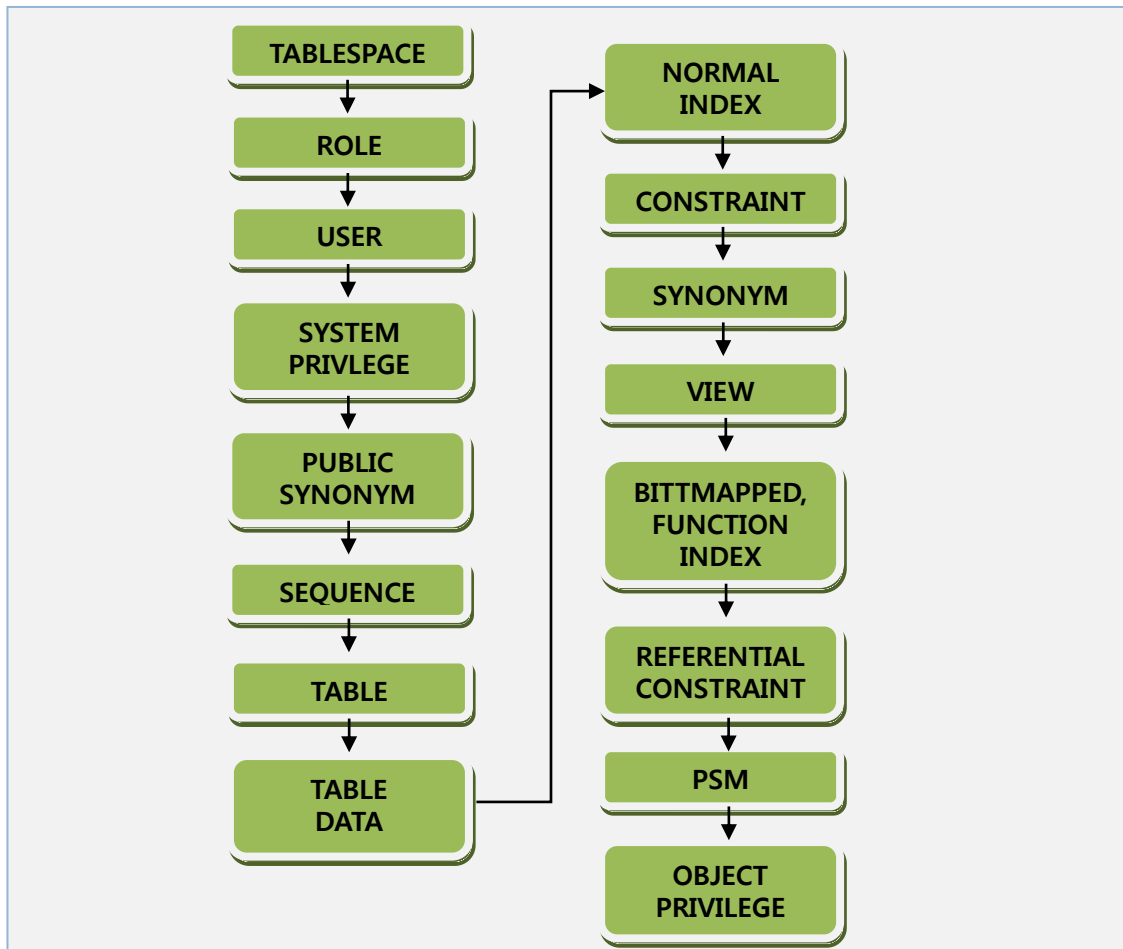 TABLESPACE
ROLE
USER
SYSTEM
PRIVLEGE
PUBLIC
SYNONYM
SEQUENCE
TABLE
TABLE
DATA
NORMAL
INDEX
CONSTRAINT
SYNONYM
VIEW
BITTMAPPED,
FUNCTION
INDEX
REFERENTIAL
CONSTRAINT
PSM
OBJECT
PRIVILEGE